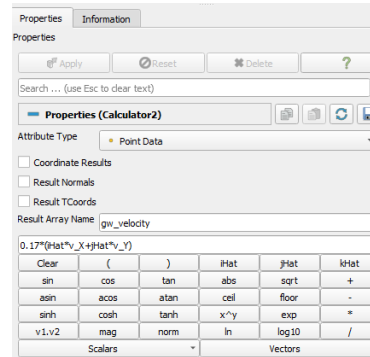 Properties Information
Properties
Apply Reset Delete ?
Search ... (use Esc to clear text)
Properties (Calculator2)
Attribute Type Point Data
Coordinate Results
Result Normals
Result TCoords
Result Array Name gw_velocity
0.17*(iHat*v_X+jHat*v_Y)
Clear ( ) iHat jHat kHat
sin cos tan abs sqrt +
asin acos atan ceil floor -
sinh cosh tanh x^y exp *
v1.v2 mag norm ln log10 /
Scalars Vectors